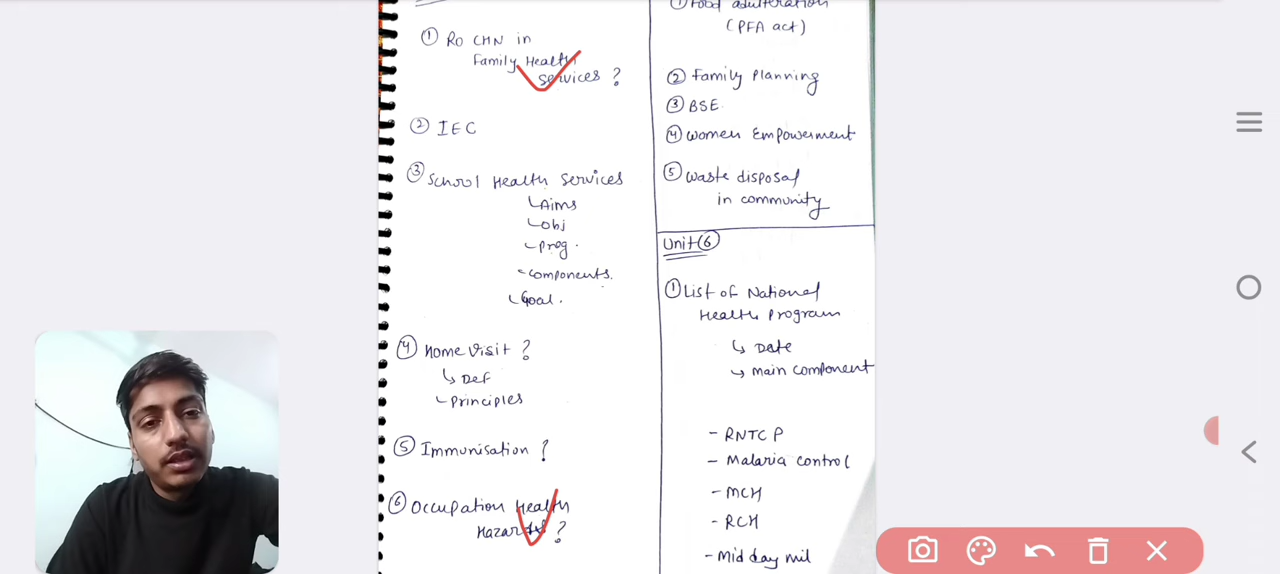 ① RO CHN in
Family Health
Services ?
② IEC
③ School Health Services
Aims
Obj
Prog.
Components.
Goal.
④ Home Visit ?
Def
Principles
⑤ Immunisation ?
⑥ Occupation Health
Hazards ?
① Food adulteration
(PFA act)
② Family Planning
③ BSE
④ Women Empowerment
⑤ Waste disposal
in community
Unit ⑥
① List of National
Health Program
Date
main component
- RNTCP
- Malaria control
- MCH
- RCH
- Mid day mil